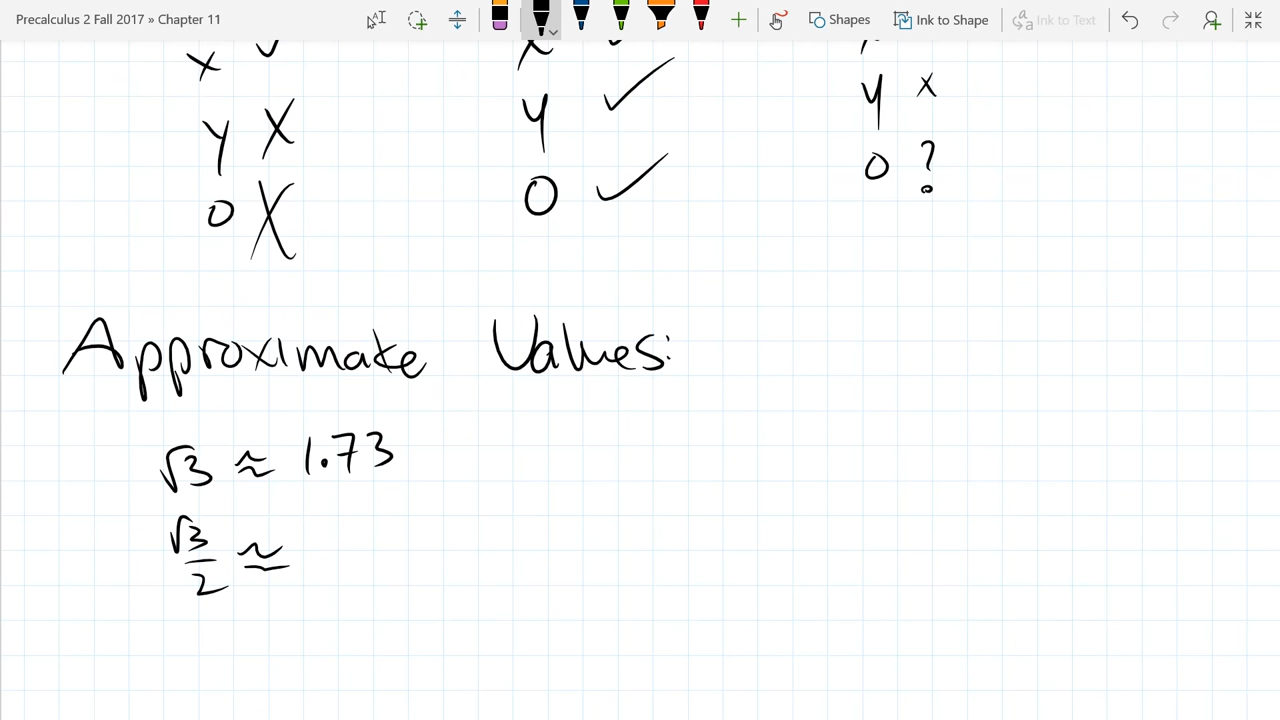 Precalculus 2 Fall 2017 » Chapter 11
Shapes
Ink to Shape
Ink to Text
x ✓
y X
o X
x ✓
y ✓
o ✓
y x
o ?
Approximate Values:
√3 ≈ 1.73
√3/2 ≈